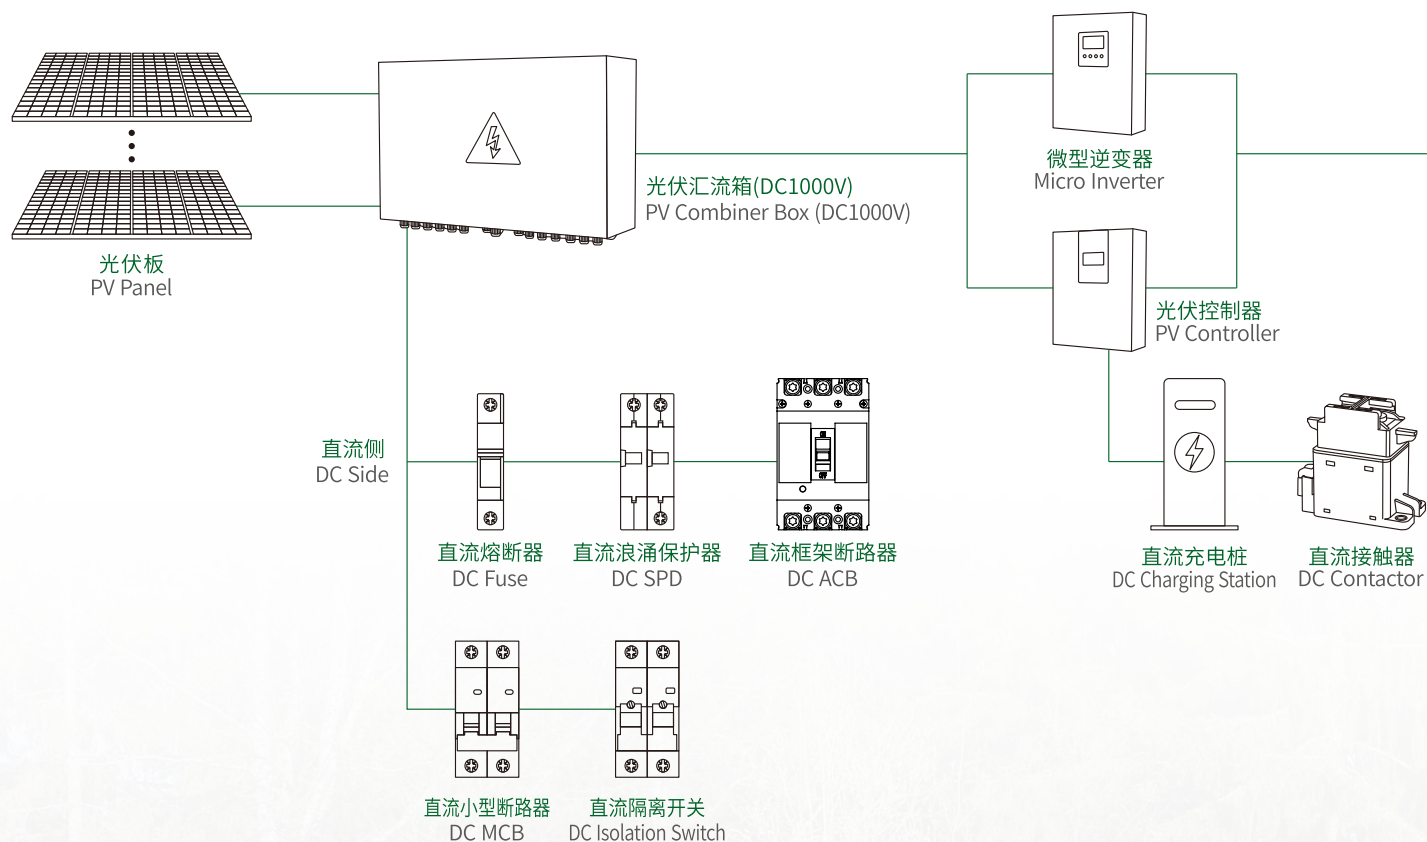 微型逆变器
Micro Inverter
光伏汇流箱(DC1000V)
PV Combiner Box (DC1000V)
光伏板
PV Panel
光伏控制器
PV Controller
直流侧
DC Side
直流熔断器
DC Fuse
直流浪涌保护器
DC SPD
直流框架断路器
DC ACB
直流充电桩
DC Charging Station
直流接触器
DC Contactor
直流小型断路器
DC MCB
直流隔离开关
DC Isolation Switch